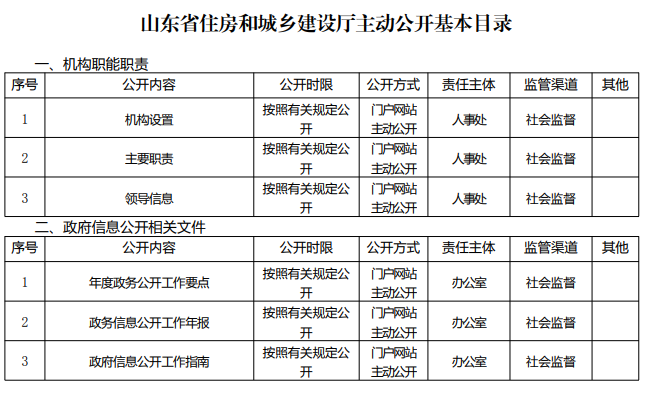 山东省住房和城乡建设厅主动公开基本目录
一、机构职能职责
序号 公开内容 公开时限 公开方式 责任主体 监管渠道 其他
1 机构设置 按照有关规定公开 门户网站主动公开 人事处 社会监督
2 主要职责 按照有关规定公开 门户网站主动公开 人事处 社会监督
3 领导信息 按照有关规定公开 门户网站主动公开 人事处 社会监督
二、政府信息公开相关文件
序号 公开内容 公开时限 公开方式 责任主体 监管渠道 其他
1 年度政务公开工作要点 按照有关规定公开 门户网站主动公开 办公室 社会监督
2 政务信息公开工作年报 按照有关规定公开 门户网站主动公开 办公室 社会监督
3 政府信息公开工作指南 按照有关规定公开 门户网站主动公开 办公室 社会监督